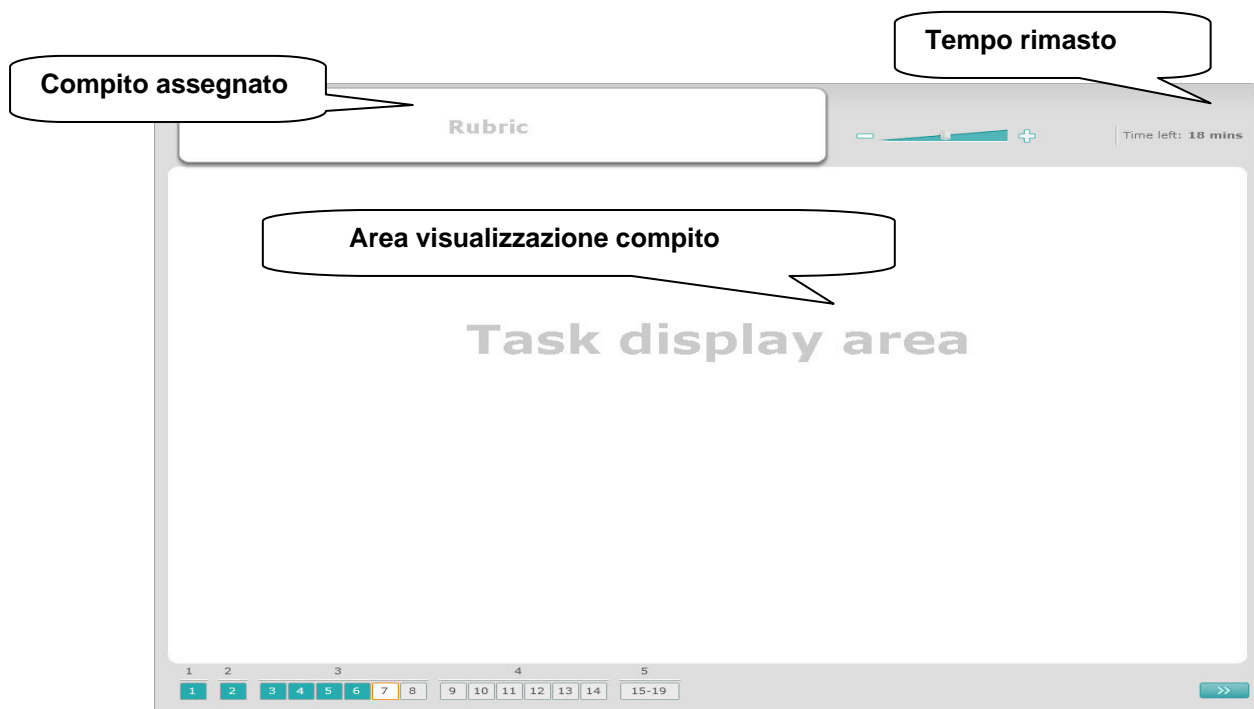 Tempo rimasto
Compito assegnato
Rubric
Time left: 18 mins
Area visualizzazione compito
Task display area
1 2 3 4 5
1 2 3 4 5 6 7 8 9 10 11 12 13 14 15-19 >>